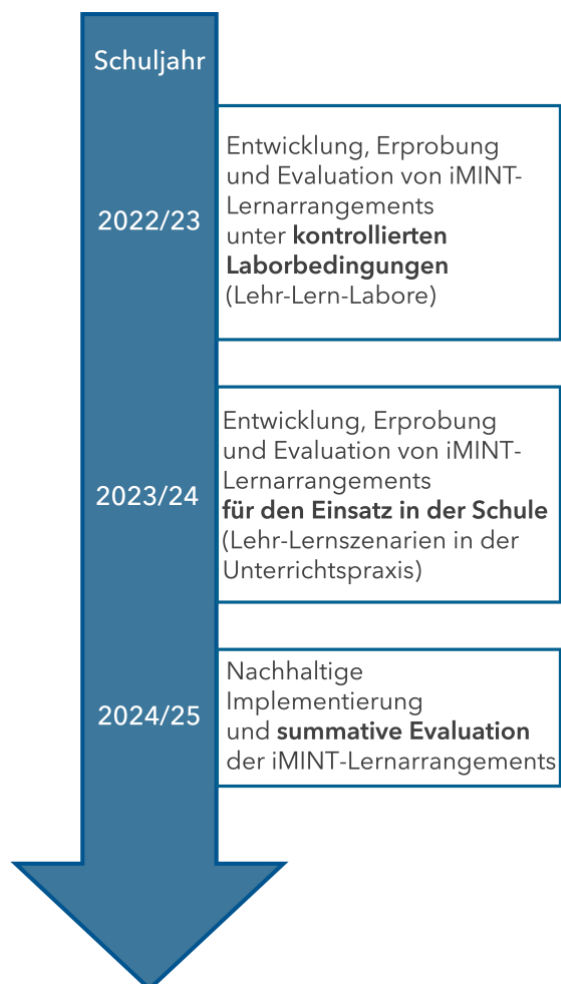 Schuljahr
2022/23
Entwicklung, Erprobung
und Evaluation von iMINT-
Lernarrangements
unter kontrollierten
Laborbedingungen
(Lehr-Lern-Labore)
2023/24
Entwicklung, Erprobung
und Evaluation von iMINT-
Lernarrangements
für den Einsatz in der Schule
(Lehr-Lernszenarien in der
Unterrichtspraxis)
2024/25
Nachhaltige
Implementierung
und summative Evaluation
der iMINT-Lernarrangements